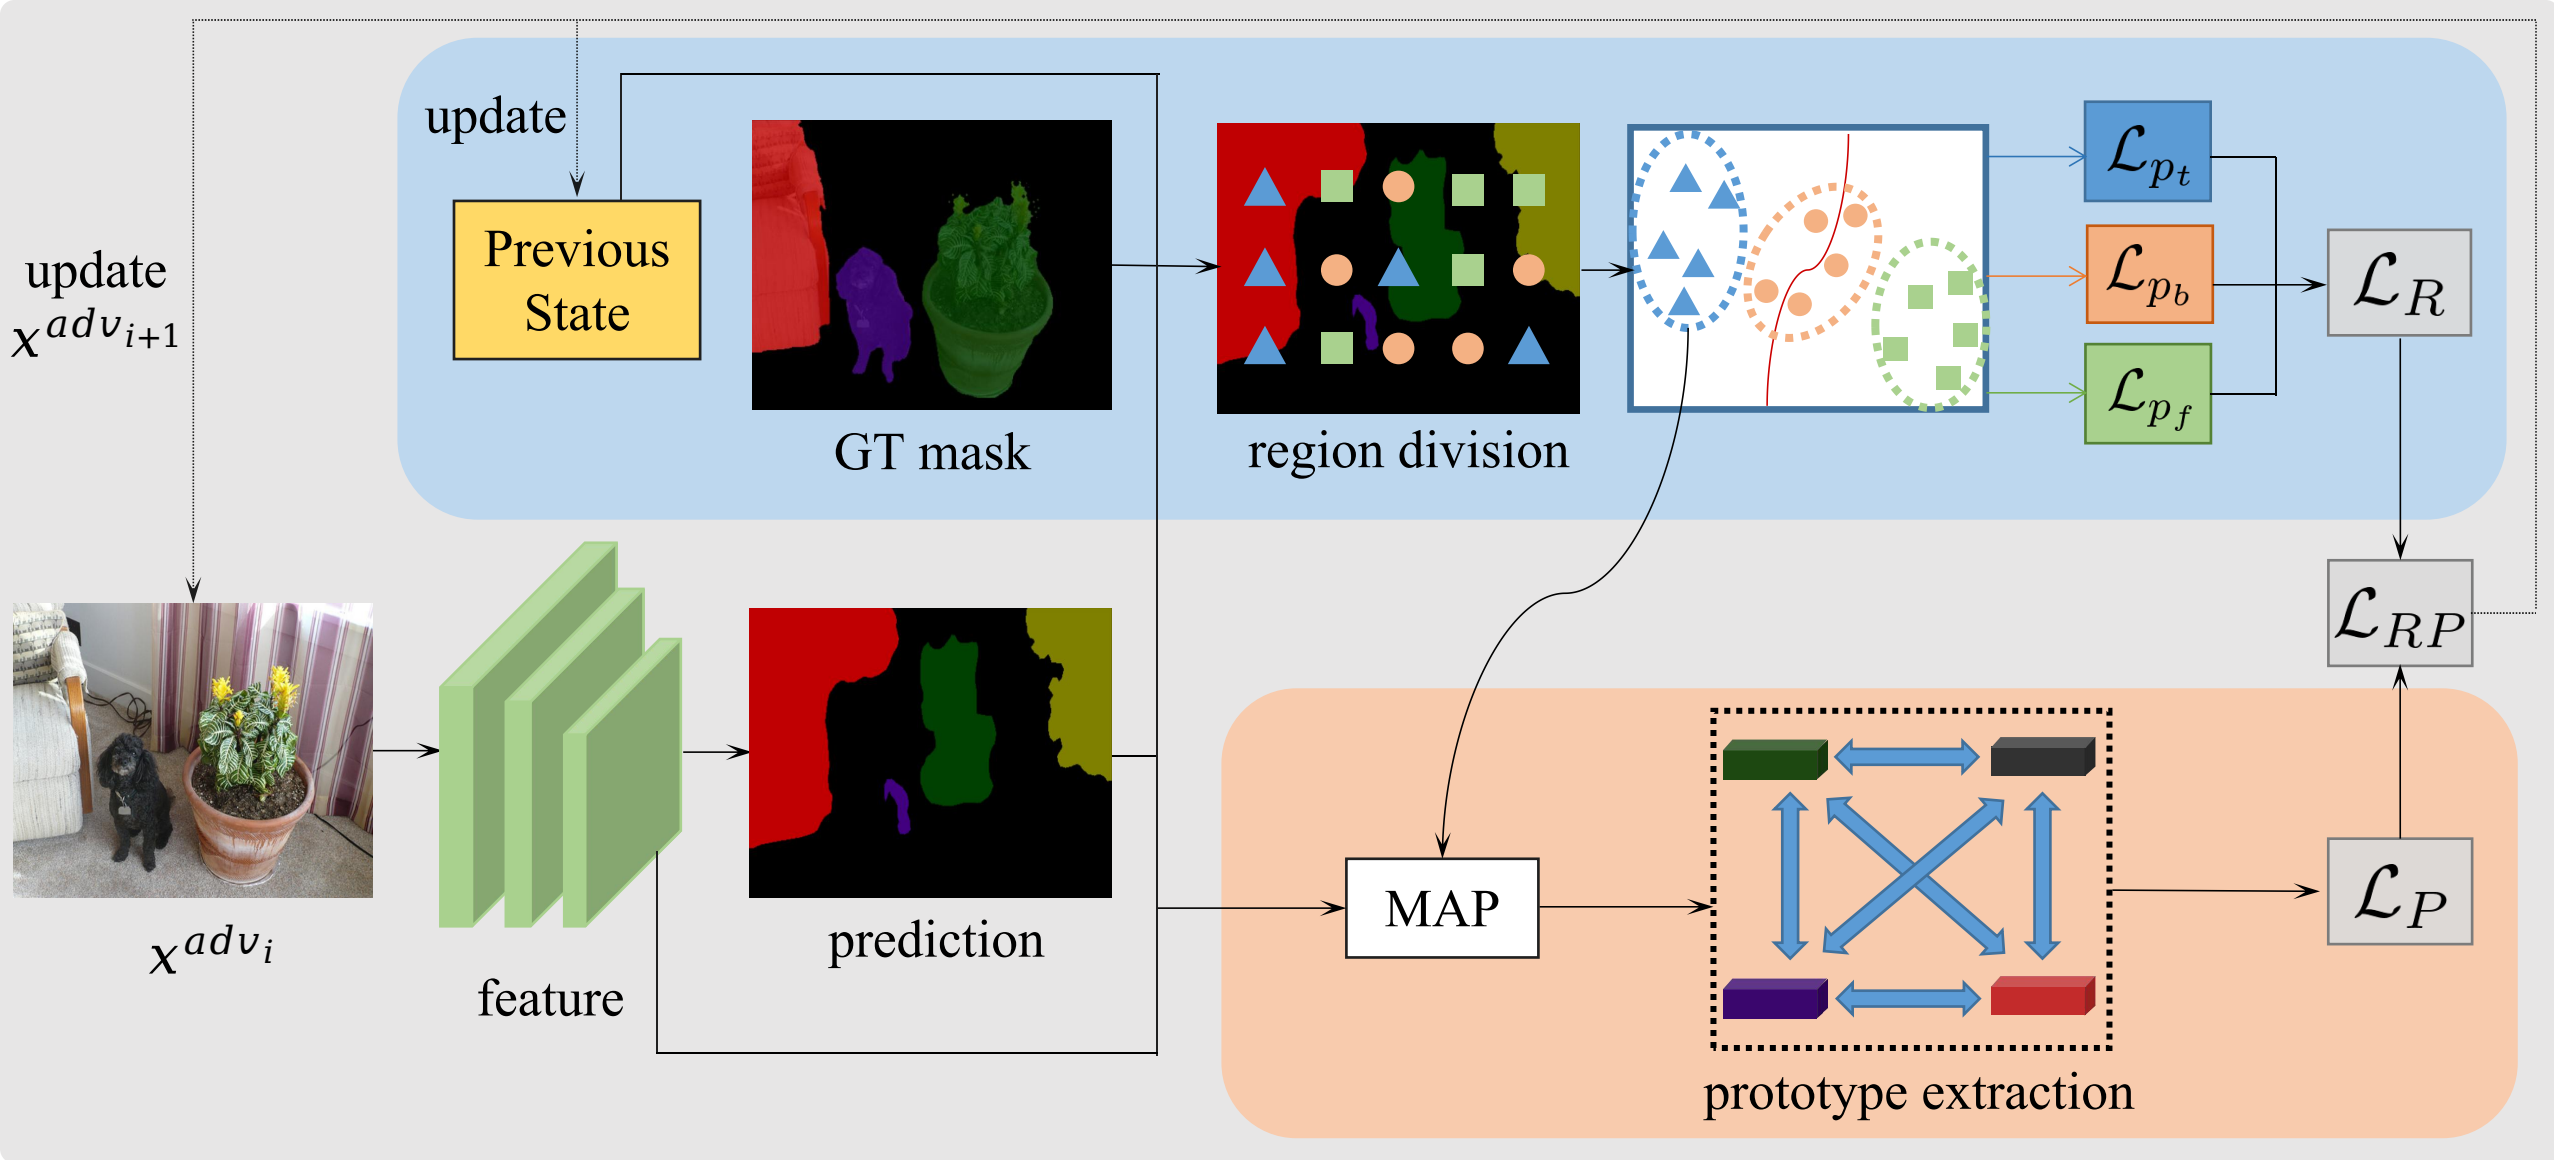 update
Previous
State
update
x^{adv_{i+1}}
GT mask
region division
ℒ_{p_t}
ℒ_{p_b}
ℒ_{p_f}
ℒ_R
ℒ_{RP}
x^{adv_i}
feature
prediction
MAP
prototype extraction
ℒ_P